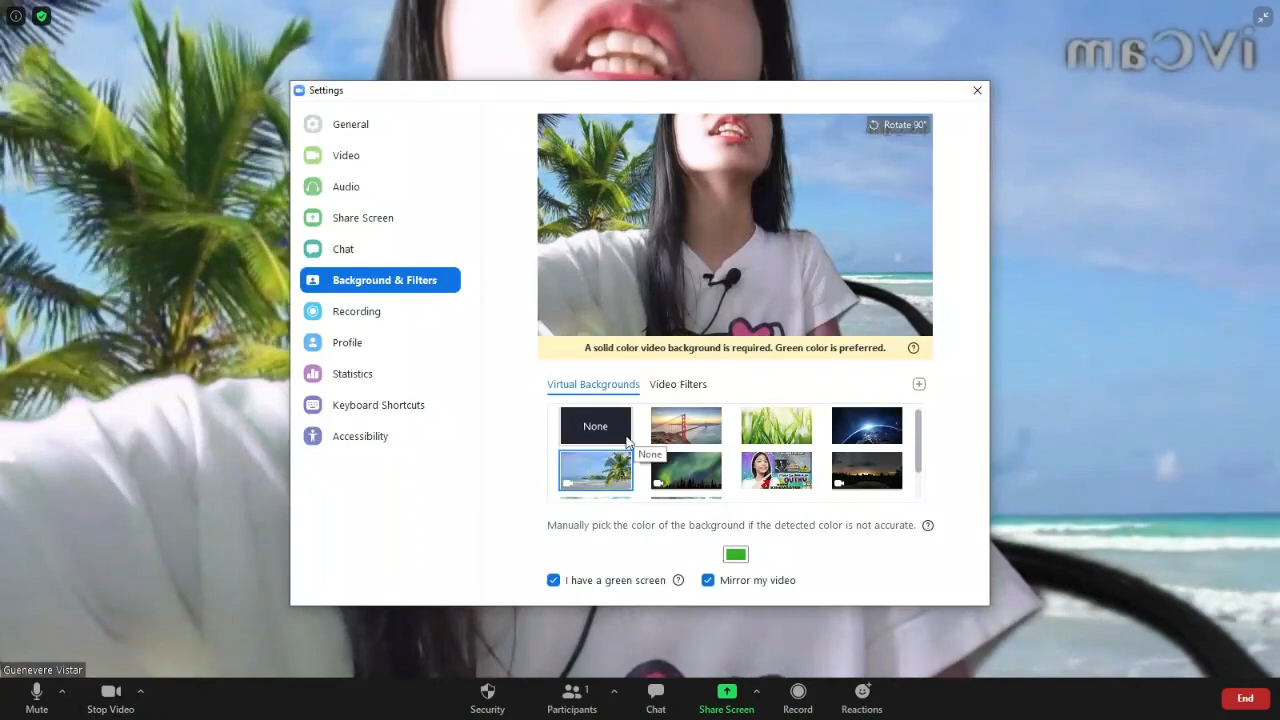 iVCam
Settings
Rotate 90°
General
Video
Audio
Share Screen
Chat
Background & Filters
Recording
Profile
Statistics
Keyboard Shortcuts
Accessibility
A solid color video background is required. Green color is preferred.
Virtual Backgrounds
Video Filters
None
None
OUTRO
Manually pick the color of the background if the detected color is not accurate.
I have a green screen
Mirror my video
Guenevere Vistar
Mute
Stop Video
Security
Participants
1
Chat
Share Screen
Record
Reactions
End